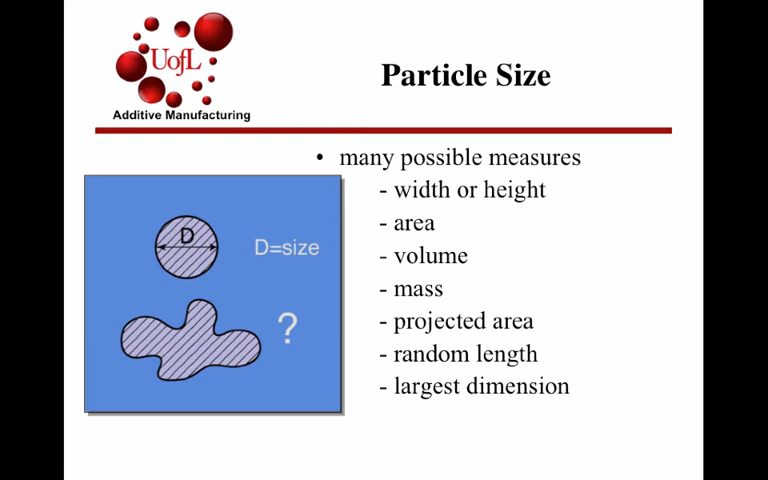 UofL
Additive Manufacturing
Particle Size
• many possible measures
- width or height
- area
- volume
- mass
- projected area
- random length
- largest dimension
D
D=size
?